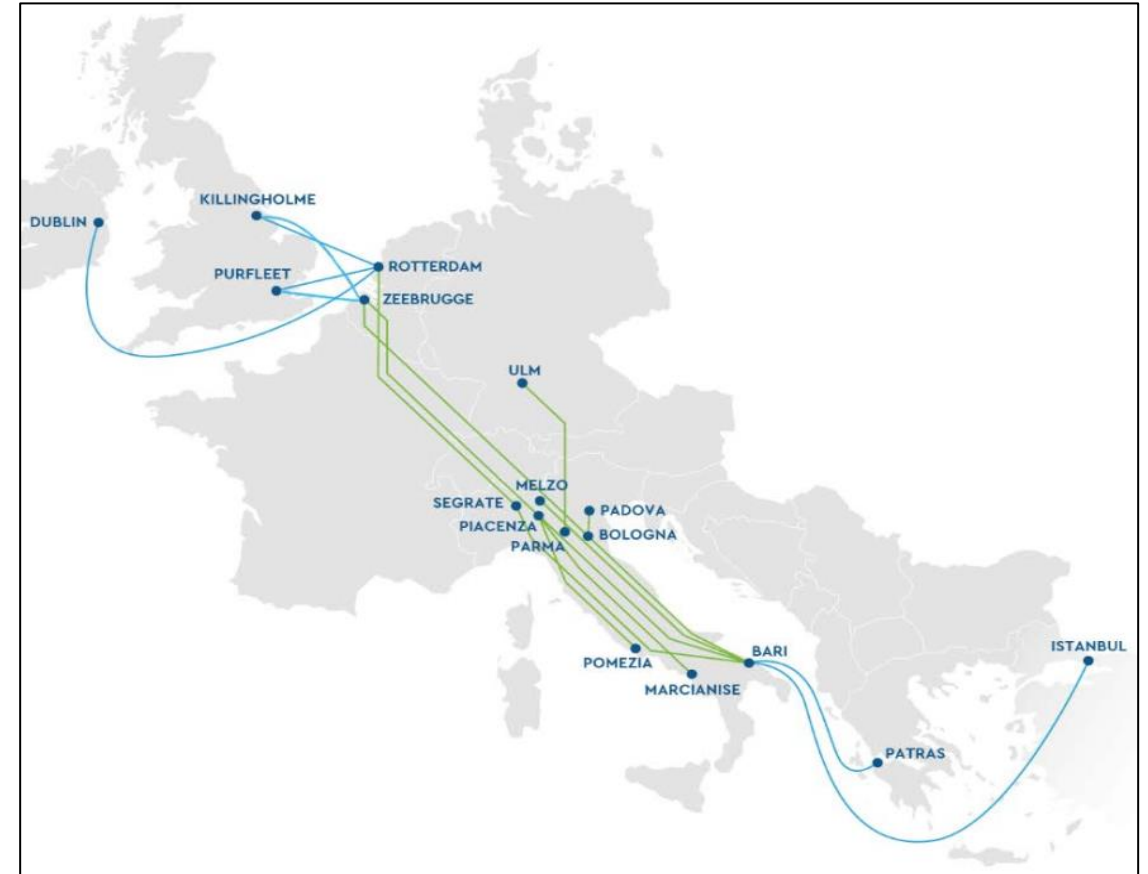 KILLINGHOLME
DUBLIN
ROTTERDAM
PURFLEET
ZEEBRUGGE
ULM
MELZO
SEGRATE
PADOVA
PIACENZA
BOLOGNA
PARMA
ISTANBUL
BARI
POMEZIA
MARCIANISE
PATRAS